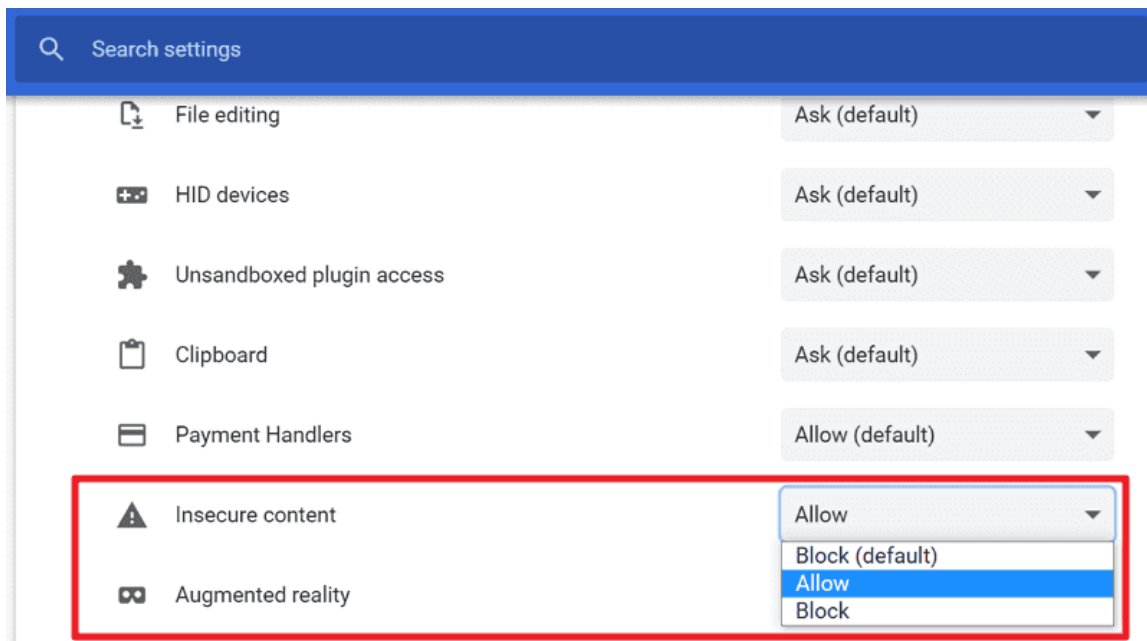 Search settings
File editing Ask (default)
HID devices Ask (default)
Unsandboxed plugin access Ask (default)
Clipboard Ask (default)
Payment Handlers Allow (default)
Insecure content Allow
Block (default)
Allow
Augmented reality
Block